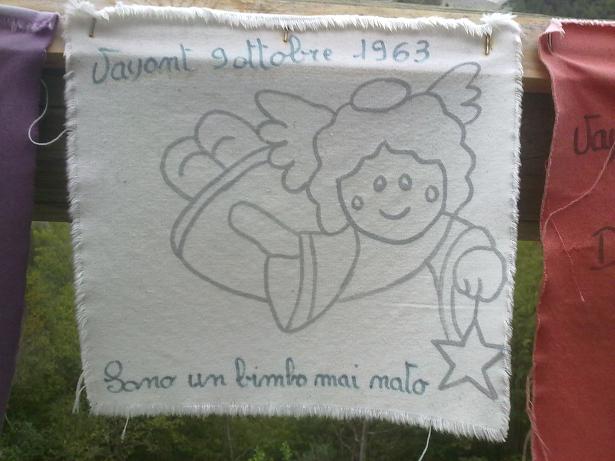 Vajont 9 ottobre 1963
Sono un bimbo mai nato